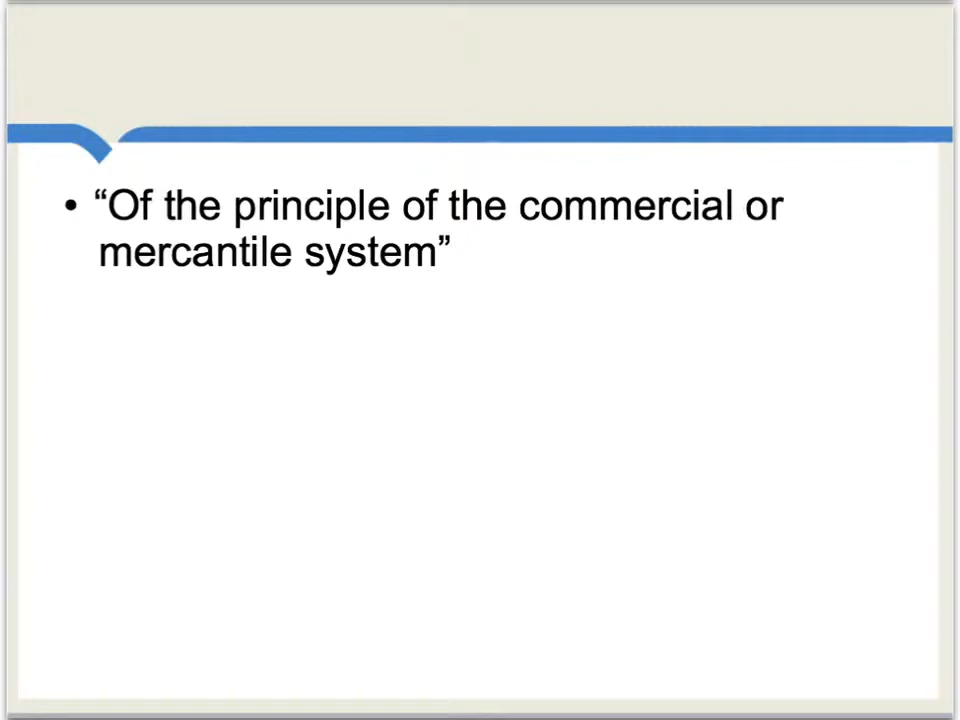 • “Of the principle of the commercial or
mercantile system”